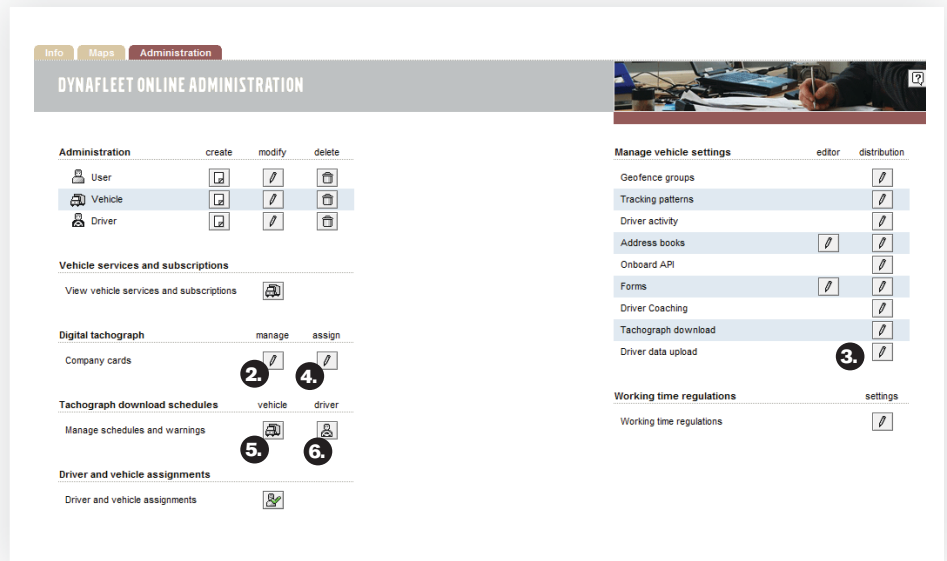 Info Maps Administration
DYNAFLEET ONLINE ADMINISTRATION
?
Administration create modify delete
User
Vehicle
Driver
Vehicle services and subscriptions
View vehicle services and subscriptions
Digital tachograph manage assign
Company cards
2. 4.
Tachograph download schedules vehicle driver
Manage schedules and warnings
5. 6.
Driver and vehicle assignments
Driver and vehicle assignments
Manage vehicle settings editor distribution
Geofence groups
Tracking patterns
Driver activity
Address books
Onboard API
Forms
Driver Coaching
Tachograph download
Driver data upload 3.
Working time regulations settings
Working time regulations